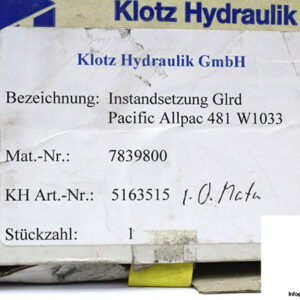 Klotz Hydraulik
Klotz Hydraulik GmbH
Bezeichnung: Instandsetzung Glrd
Pacific Allpac 481 W1033
Mat.-Nr.: 7839800
KH Art.-Nr.: 5163515
Stückzahl: 1